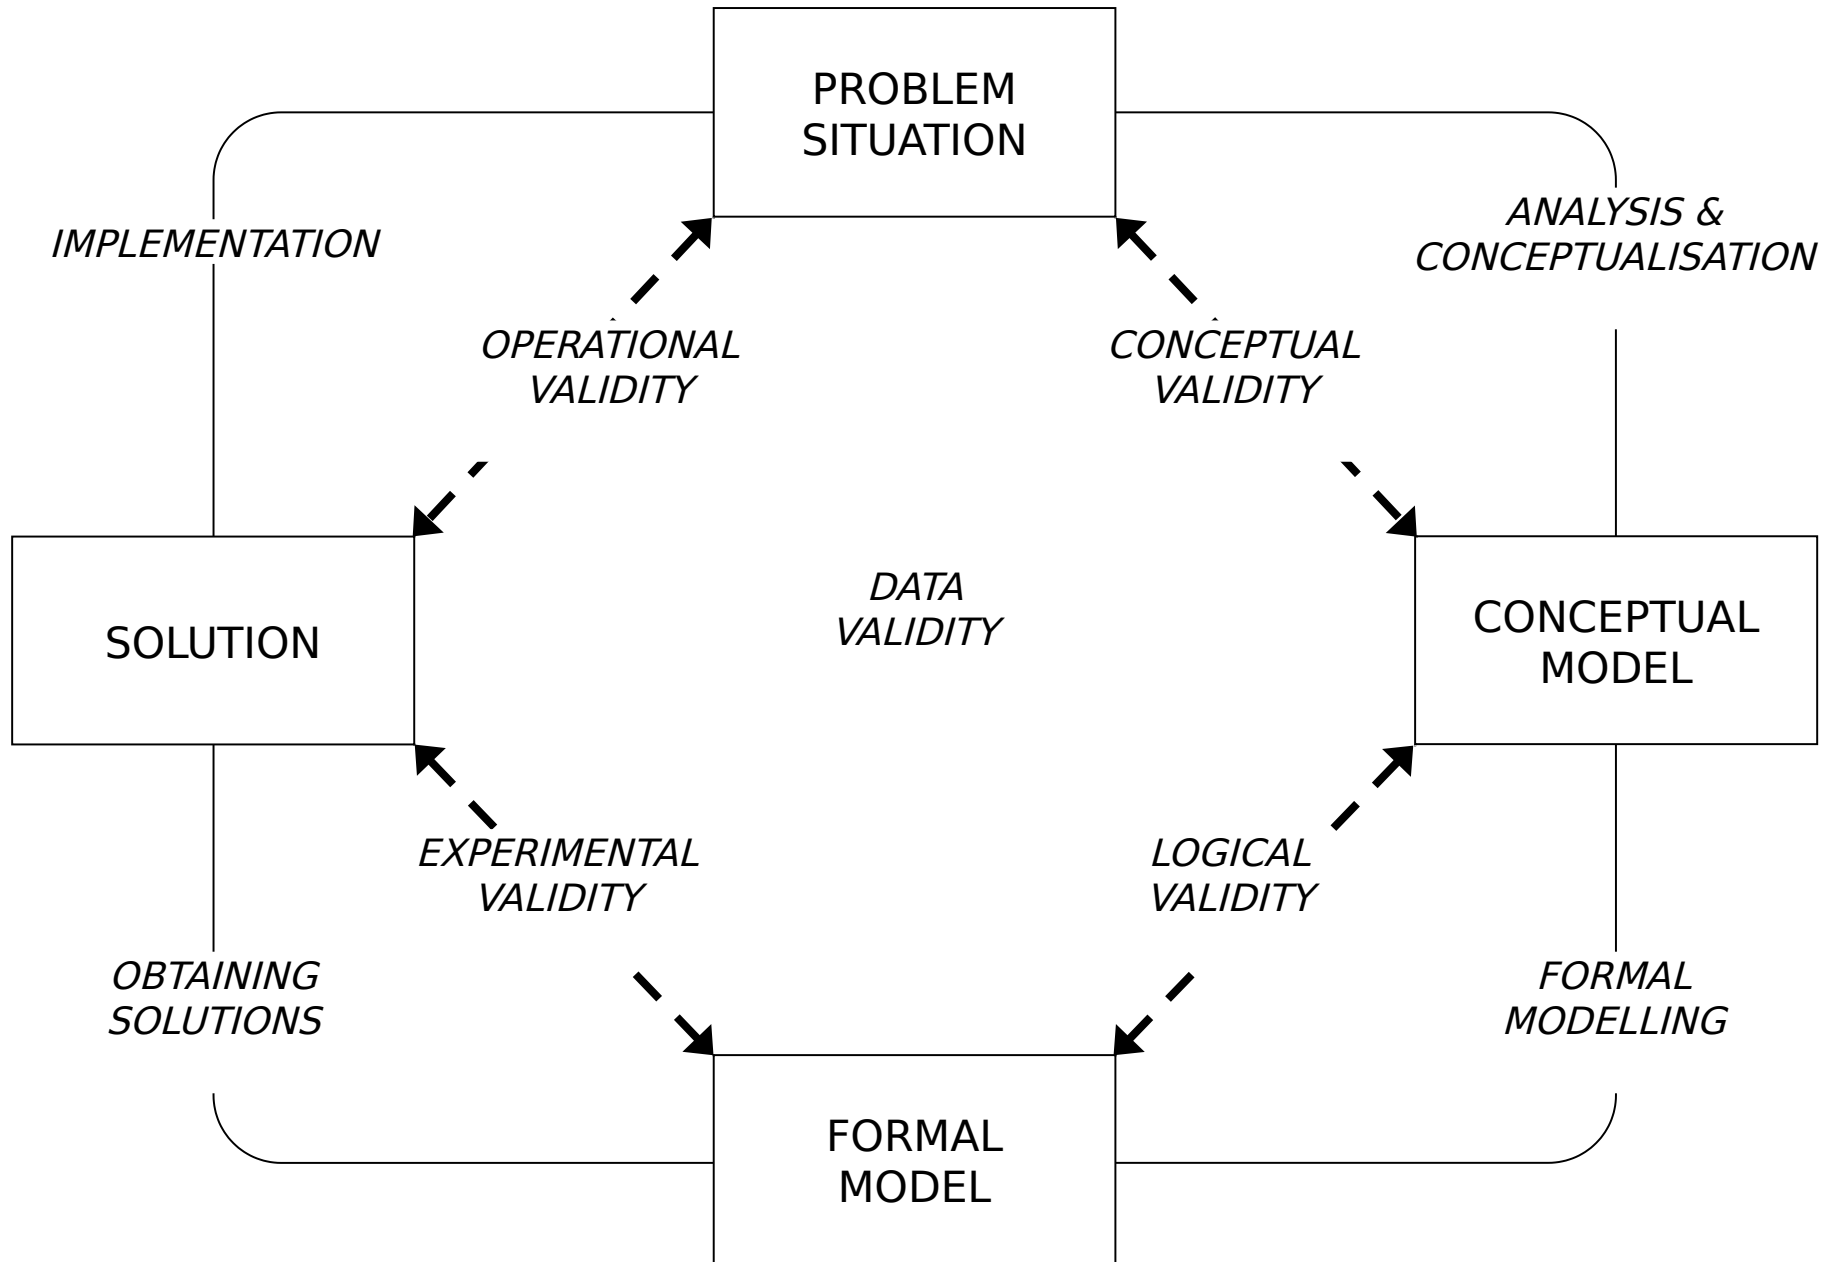 PROBLEM
SITUATION
IMPLEMENTATION
ANALYSIS &
CONCEPTUALISATION
OPERATIONAL
VALIDITY
CONCEPTUAL
VALIDITY
DATA
VALIDITY
SOLUTION
CONCEPTUAL
MODEL
EXPERIMENTAL
VALIDITY
LOGICAL
VALIDITY
OBTAINING
SOLUTIONS
FORMAL
MODELLING
FORMAL
MODEL